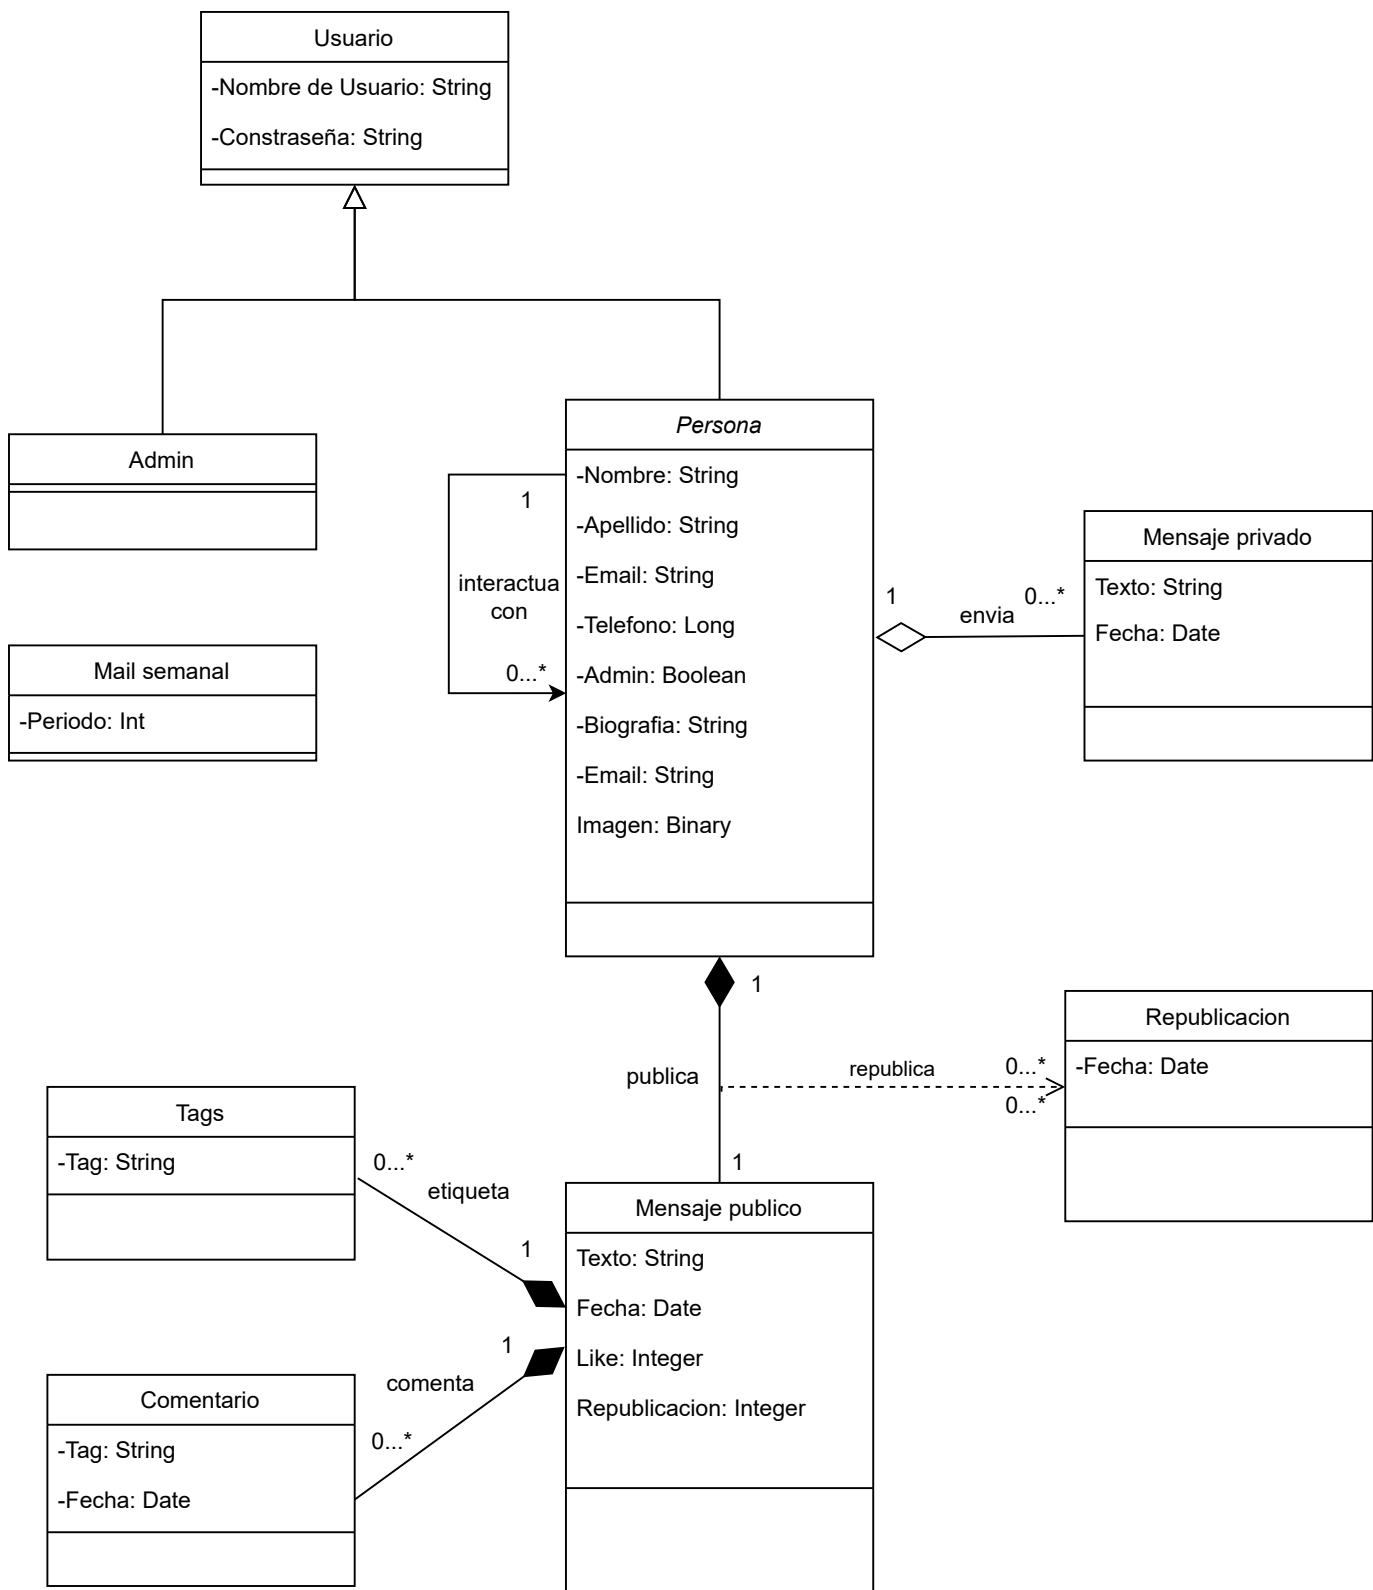 Usuario
-Nombre de Usuario: String
-Constraseña: String
Admin
Mail semanal
-Periodo: Int
Persona
-Nombre: String
-Apellido: String
-Email: String
-Telefono: Long
-Admin: Boolean
-Biografia: String
-Email: String
Imagen: Binary
1
interactua
con
0...*
1
envia
0...*
Mensaje privado
Texto: String
Fecha: Date
1
publica
1
republica
0...*
0...*
Republicacion
-Fecha: Date
Tags
-Tag: String
0...*
etiqueta
1
Mensaje publico
Texto: String
Fecha: Date
Like: Integer
Republicacion: Integer
1
comenta
0...*
Comentario
-Tag: String
-Fecha: Date